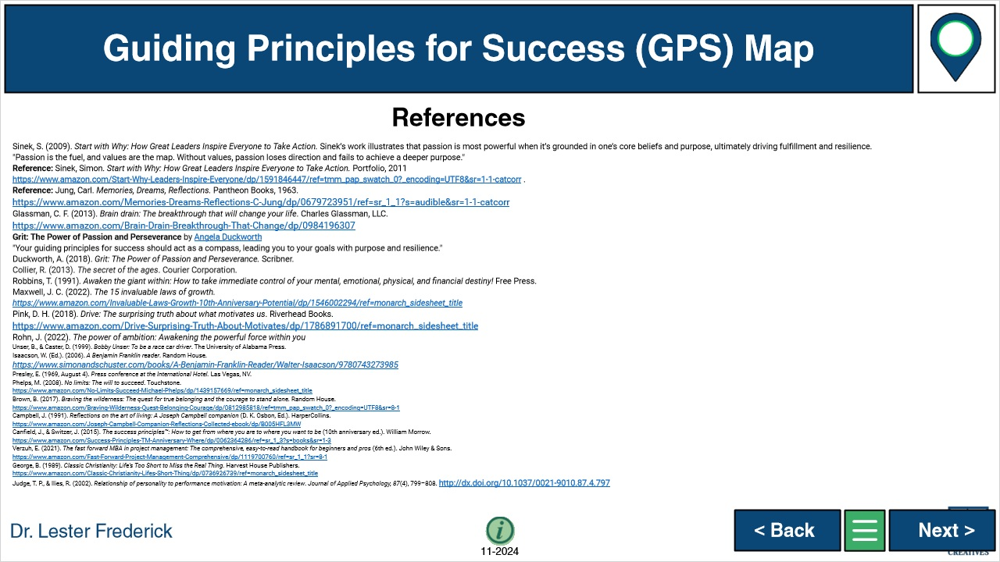 Guiding Principles for Success (GPS) Map
References
Sinek, S. (2009). Start with Why: How Great Leaders Inspire Everyone to Take Action. Sinek's work illustrates that passion is most powerful when it's grounded in one's core beliefs and purpose, ultimately driving fulfillment and resilience.
"Passion is the fuel, and values are the map. Without values, passion loses direction and fails to achieve a deeper purpose."
Reference: Sinek, Simon. Start with Why: How Great Leaders Inspire Everyone to Take Action. Portfolio, 2011
https://www.amazon.com/Start-Why-Leaders-Inspire-Everyone/dp/1591846447/ref=tmm_pap_swatch_0?_encoding=UTF8&sr=1-1-catcorr .
Reference: Jung, Carl. Memories, Dreams, Reflections. Pantheon Books, 1963.
https://www.amazon.com/Memories-Dreams-Reflections-C-Jung/dp/0679723951/ref=sr_1_1?s=audible&sr=1-1-catcorr
Glassman, C. F. (2013). Brain drain: The breakthrough that will change your life. Charles Glassman, LLC.
https://www.amazon.com/Brain-Drain-Breakthrough-That-Change/dp/0984196307
Grit: The Power of Passion and Perseverance by Angela Duckworth
"Your guiding principles for success should act as a compass, leading you to your goals with purpose and resilience."
Duckworth, A. (2018). Grit: The Power of Passion and Perseverance. Scribner.
Collier, R. (2013). The secret of the ages. Courier Corporation.
Robbins, T. (1991). Awaken the giant within: How to take immediate control of your mental, emotional, physical, and financial destiny! Free Press.
Maxwell, J. C. (2022). The 15 invaluable laws of growth.
https://www.amazon.com/Invaluable-Laws-Growth-10th-Anniversary-Potential/dp/1546002294/ref=monarch_sidesheet_title
Pink, D. H. (2018). Drive: The surprising truth about what motivates us. Riverhead Books.
https://www.amazon.com/Drive-Surprising-Truth-About-Motivates/dp/1786891700/ref=monarch_sidesheet_title
Rohn, J. (2022). The power of ambition: Awakening the powerful force within you
Unser, B., & Caster, D. (1999). Bobby Unser: To be a race car driver. The University of Alabama Press.
Isaacson, W. (Ed.). (2006). A Benjamin Franklin reader. Random House.
https://www.simonandschuster.com/books/A-Benjamin-Franklin-Reader/Walter-Isaacson/9780743273985
Presley, E. (1969, August 4). Press conference at the International Hotel. Las Vegas, NV.
Phelps, M. (2008). No limits: The will to succeed. Touchstone.
https://www.amazon.com/No-Limits-Succeed-Michael-Phelps/dp/1439157669/ref=monarch_sidesheet_title
Brown, B. (2017). Braving the wilderness: The quest for true belonging and the courage to stand alone. Random House.
https://www.amazon.com/Braving-Wilderness-Quest-Belonging-Courage/dp/0812985818/ref=tmm_pap_swatch_0?_encoding=UTF8&sr=8-1
Campbell, J. (1991). Reflections on the art of living: A Joseph Campbell companion (D. K. Osbon, Ed.). HarperCollins.
https://www.amazon.com/Joseph-Campbell-Companion-Reflections-Collected-ebook/dp/B005HFL3MW
Canfield, J., & Switzer, J. (2015). The success principles™: How to get from where you are to where you want to be (10th anniversary ed.). William Morrow.
https://www.amazon.com/Success-Principles-TM-Anniversary-Where/dp/0062364286/ref=sr_1_3?s=books&sr=1-3
Verzuh, E. (2021). The fast forward MBA in project management: The comprehensive, easy-to-read handbook for beginners and pros (6th ed.). John Wiley & Sons.
https://www.amazon.com/Fast-Forward-Project-Management-Comprehensive/dp/1119700760/ref=sr_1_1?sr=8-1
George, B. (1989). Classic Christianity: Life's Too Short to Miss the Real Thing. Harvest House Publishers.
https://www.amazon.com/Classic-Christianity-Lifes-Short-Thing/dp/0736926739/ref=monarch_sidesheet_title
Judge, T. P., & Ilies, R. (2002). Relationship of personality to performance motivation: A meta-analytic review. Journal of Applied Psychology, 87(4), 799–808. http://dx.doi.org/10.1037/0021-9010.87.4.797
Dr. Lester Frederick
i
11-2024
< Back
Next >
CREATIVES